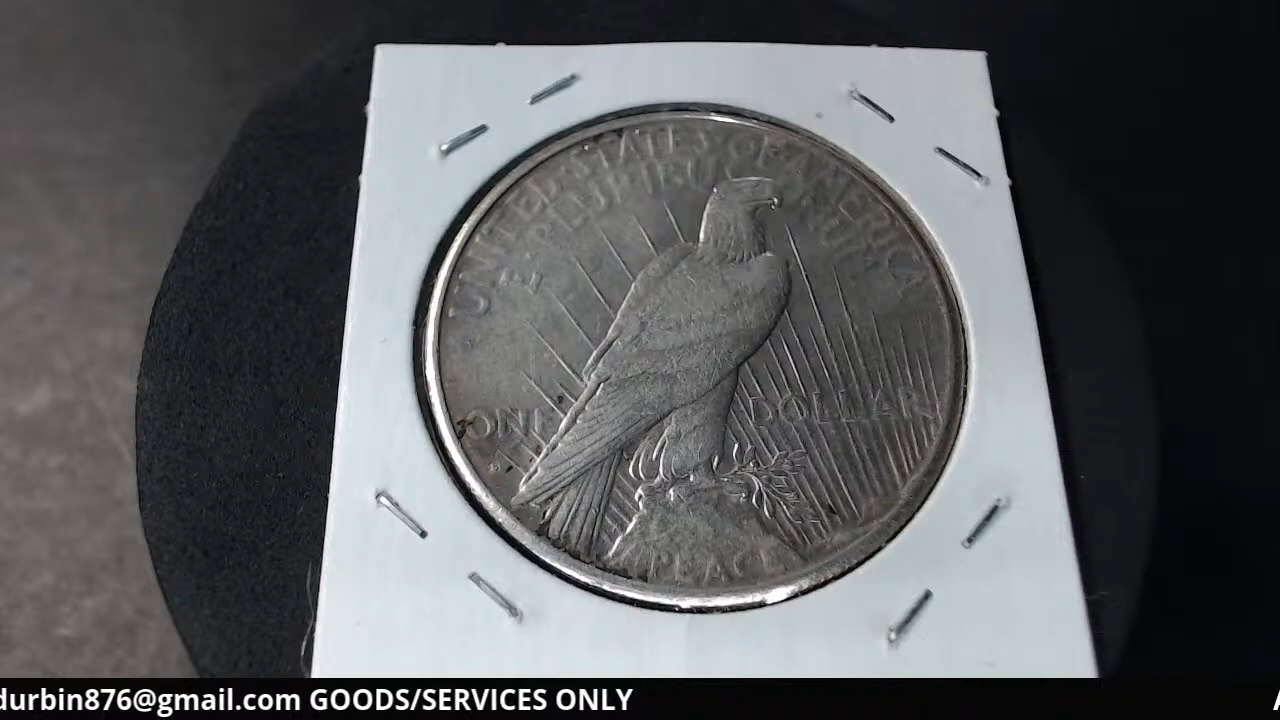 UNITED STATES OF AMERICA
E PLURIBUS UNUM
ONE DOLLAR
PEACE
durbin876@gmail.com GOODS/SERVICES ONLY